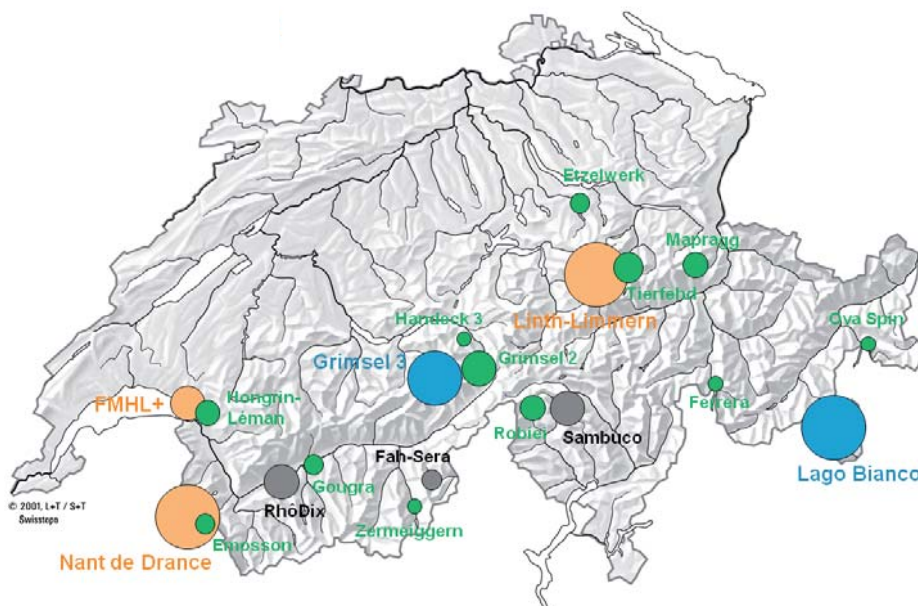 Etzelwerk
Mapragg
Tierfehd
Linth-Limmern
Ova Spin
Handeck 3
Grimsel 3
Grimsel 2
Ferrera
FMHL+
Hongrin-
Léman
Robiei
Sambuco
Fah-Sera
Lago Bianco
Gougra
RhôDix
© 2001, L+T / S+T
Swisstopo
Zermeiggern
Emosson
Nant de Drance